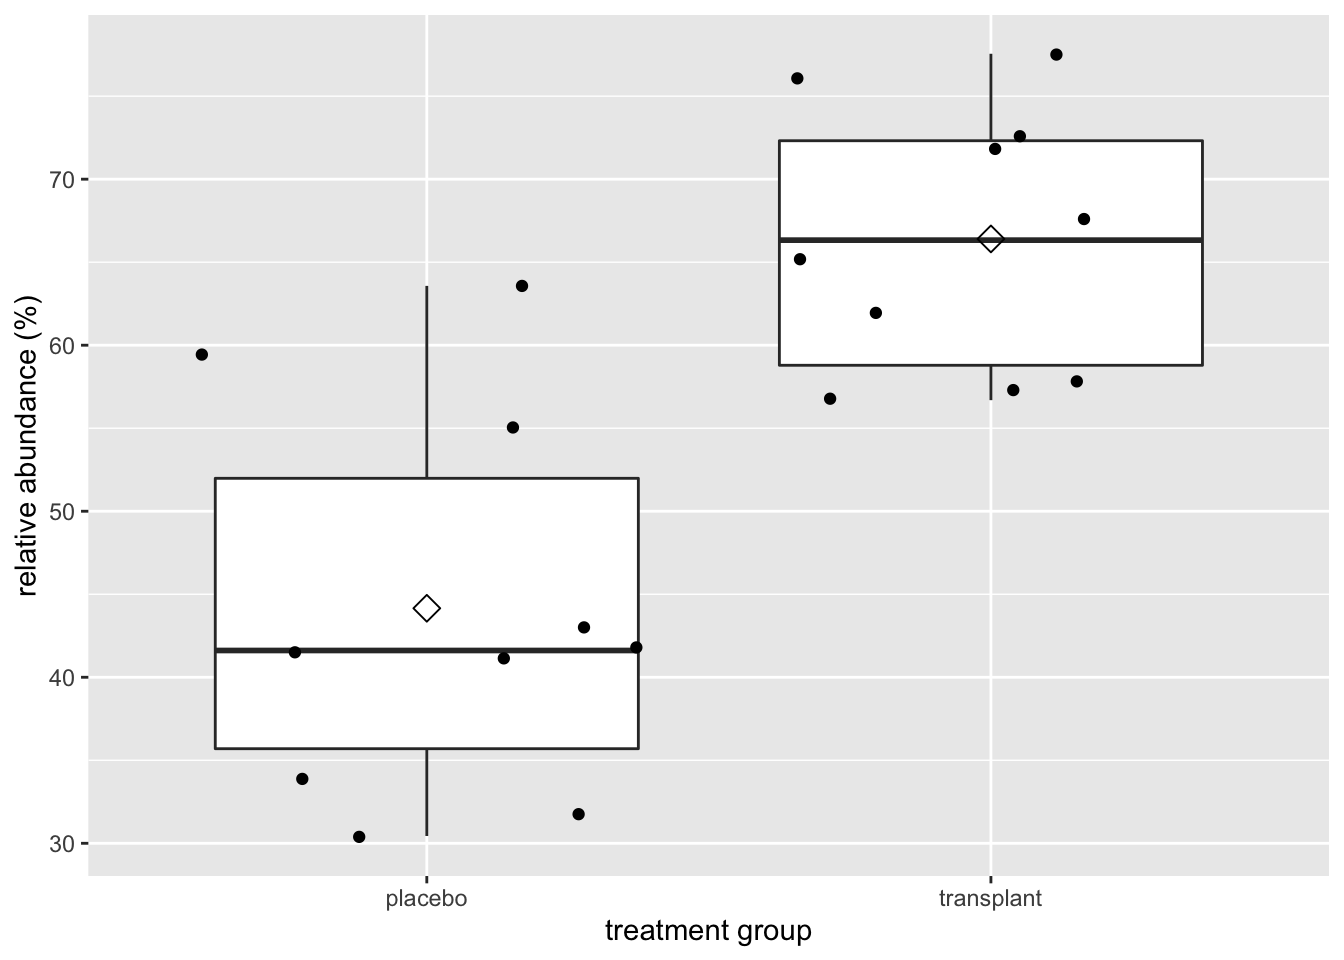 relative abundance (%)
70
60
50
40
30
placebo
transplant
treatment group